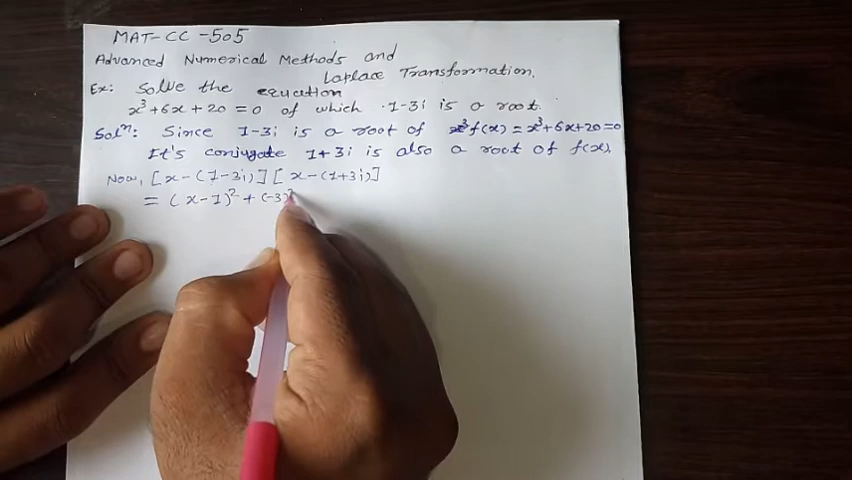 MAT-CC-505
Advanced Numerical Methods and
Laplace Transformation.
Ex: Solve the equation
x³+6x+20=0 of which 1-3i is a root.
Solⁿ: Since 1-3i is a root of f(x)=x³+6x+20=0
It's conjugate 1+3i is also a root of f(x).
Now, [x-(1-3i)][x-(1+3i)]
= (x-1)²+(-3)²